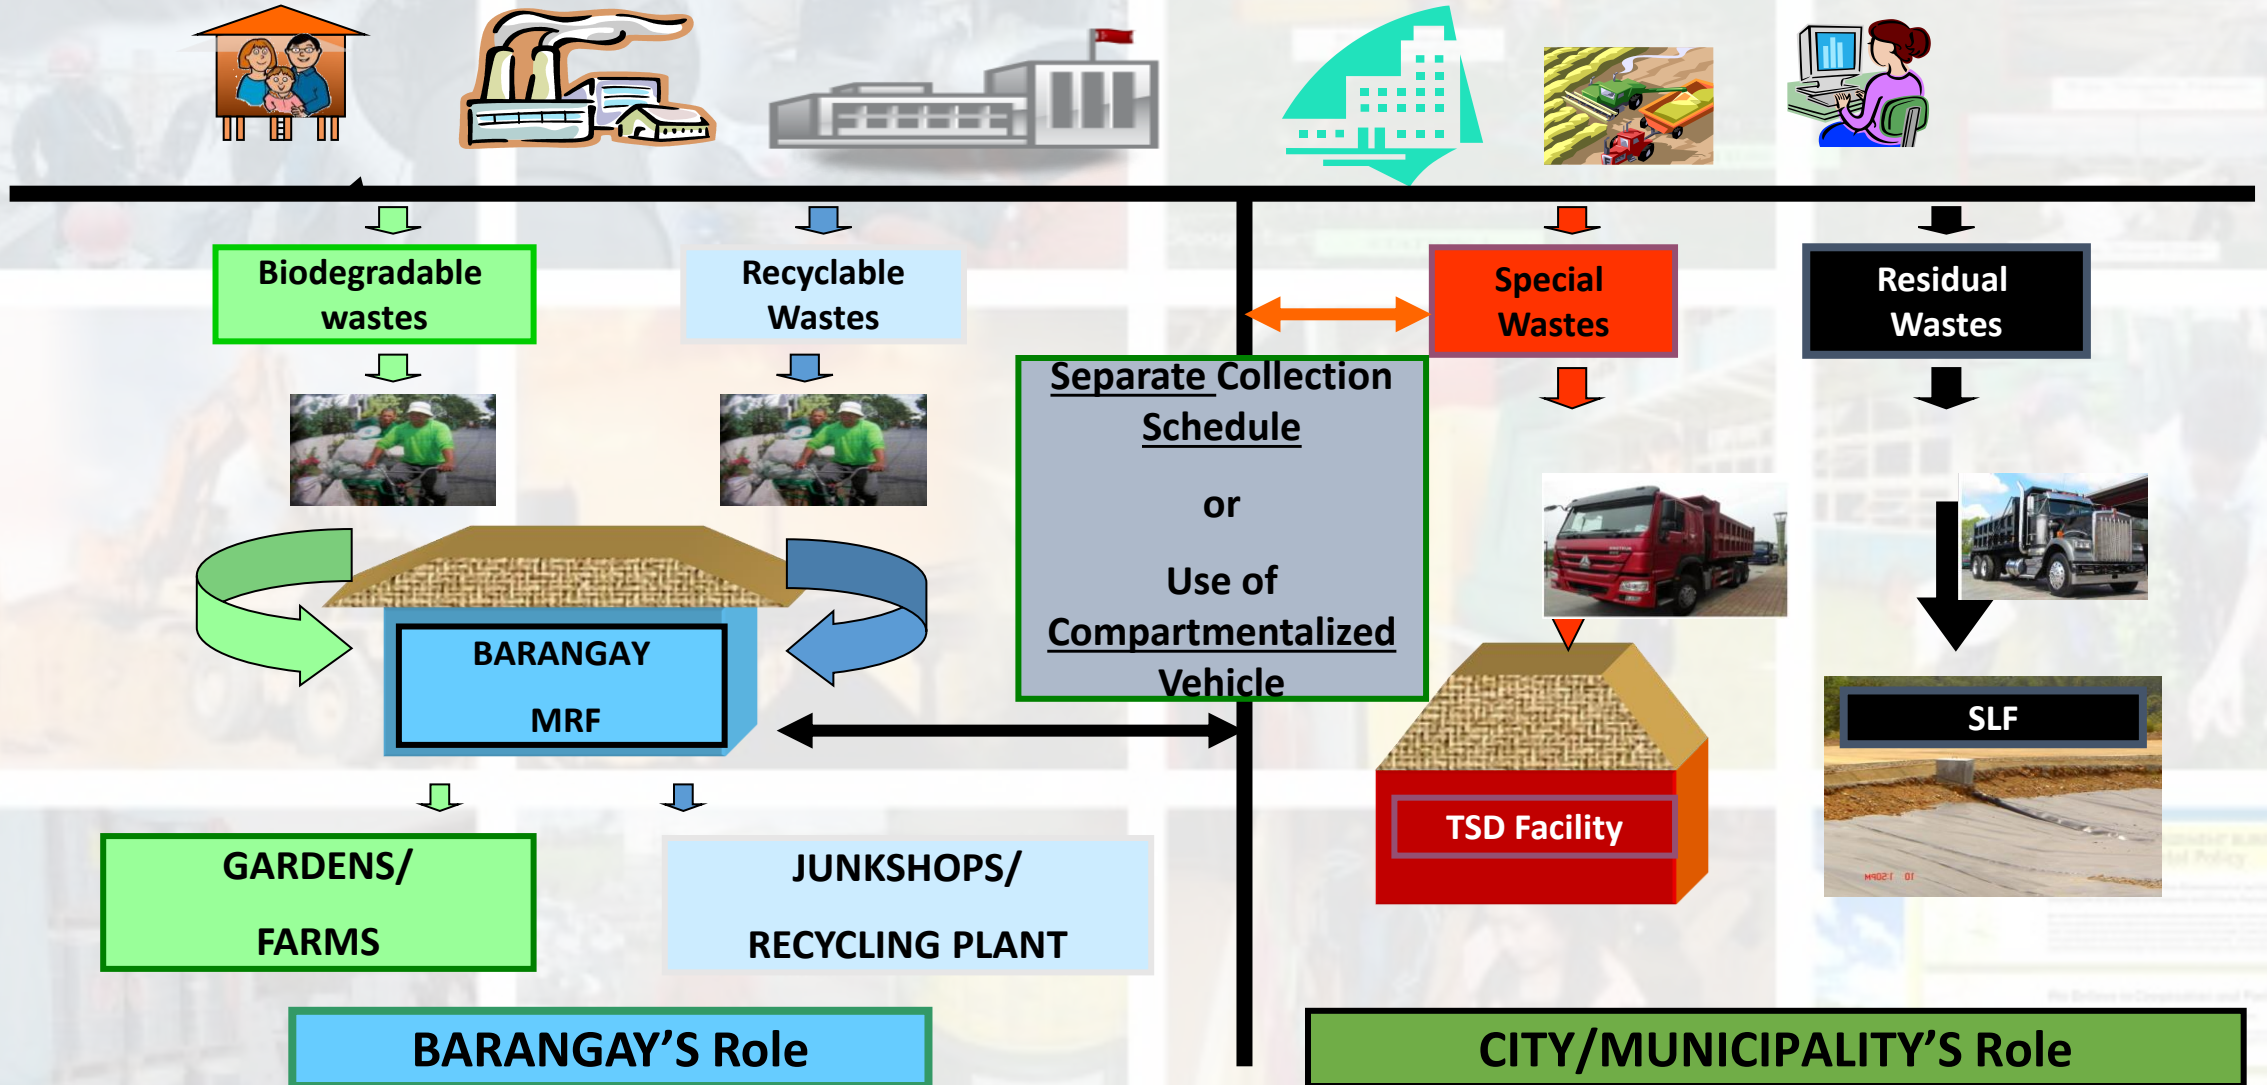 Biodegradable
wastes
Recyclable
Wastes
Special
Wastes
Residual
Wastes
Separate Collection
Schedule
or
Use of
Compartmentalized
Vehicle
BARANGAY
MRF
SLF
TSD Facility
GARDENS/
FARMS
JUNKSHOPS/
RECYCLING PLANT
BARANGAY'S Role
CITY/MUNICIPALITY'S Role